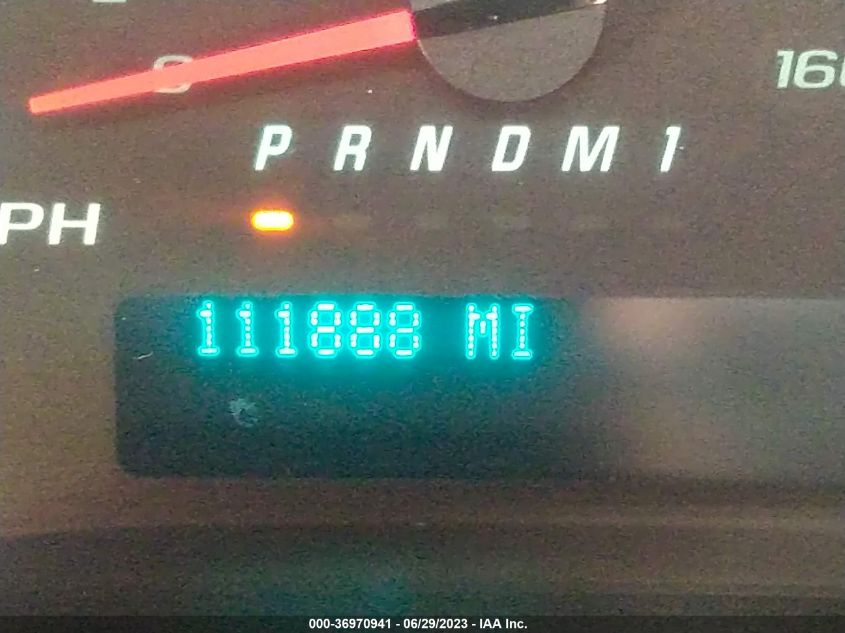 160
P R N D M 1
PH
111888 MI
000-36970941 - 06/29/2023 - IAA Inc.